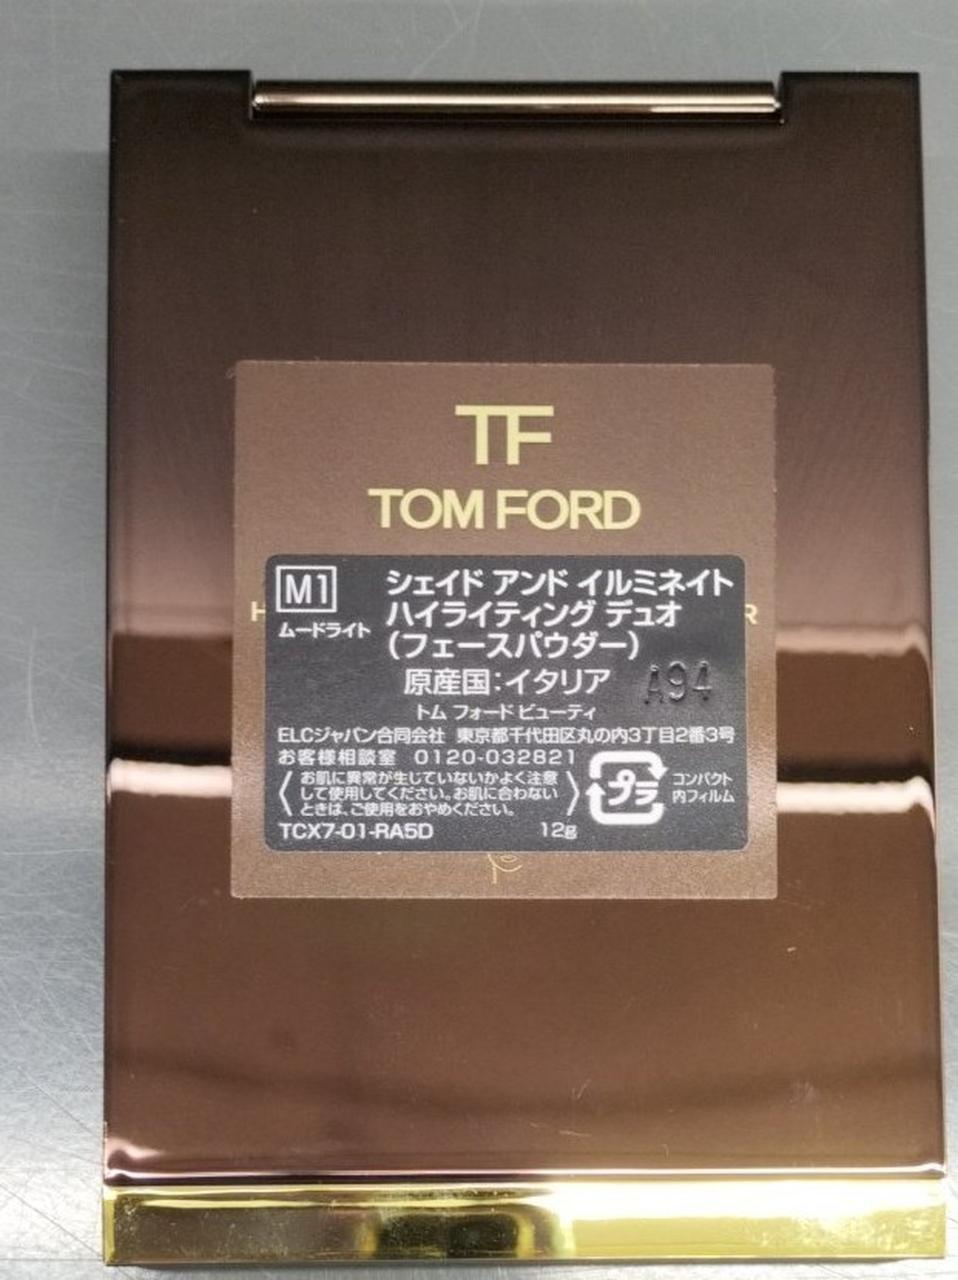 TF
TOM FORD
M1
ムードライト
シェイド アンド イルミネイト
ハイライティング デュオ
(フェースパウダー)
原産国:イタリア
A94
トム フォード ビューティ
ELCジャパン合同会社 東京都千代田区丸の内3丁目2番3号
お客様相談室 0120-032821
お肌に異常が生じていないかよく注意
して使用してください。お肌に合わない
ときは、ご使用をおやめください。
プラ
コンパクト
内フィルム
TCX7-01-RA5D 12g